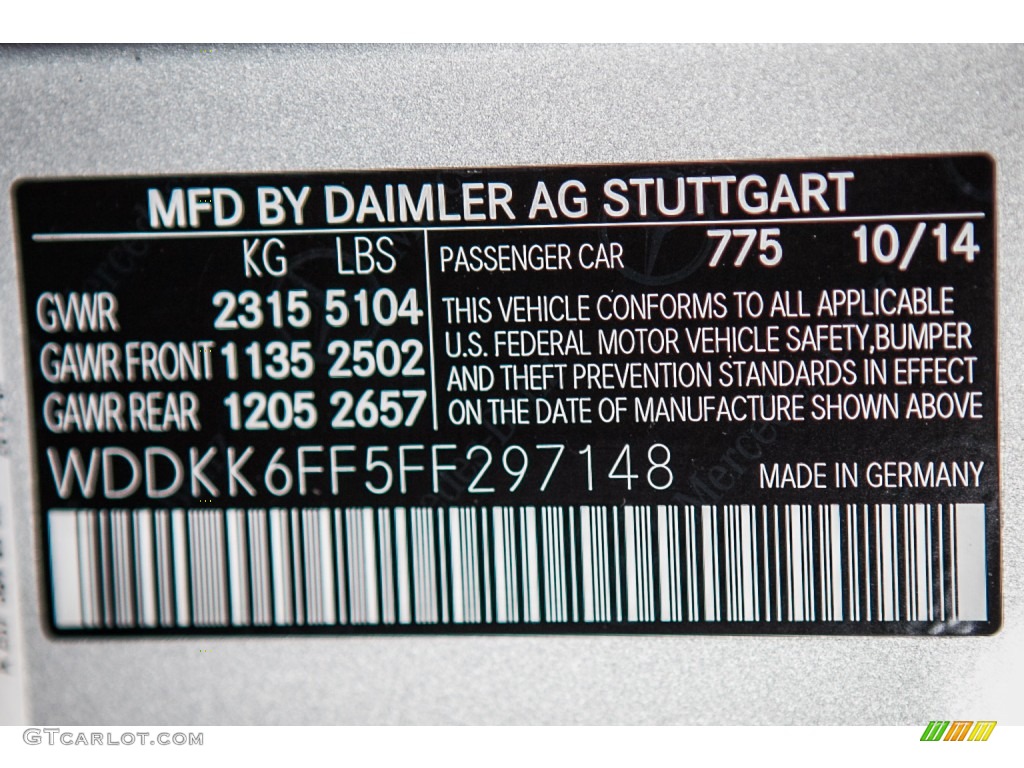 MFD BY DAIMLER AG STUTTGART
KG LBS
GVWR 2315 5104
GAWR FRONT 1135 2502
GAWR REAR 1205 2657
PASSENGER CAR 775 10/14
THIS VEHICLE CONFORMS TO ALL APPLICABLE
U.S. FEDERAL MOTOR VEHICLE SAFETY,BUMPER
AND THEFT PREVENTION STANDARDS IN EFFECT
ON THE DATE OF MANUFACTURE SHOWN ABOVE
WDDKK6FF5FF297148 MADE IN GERMANY
GTCARLOT.COM